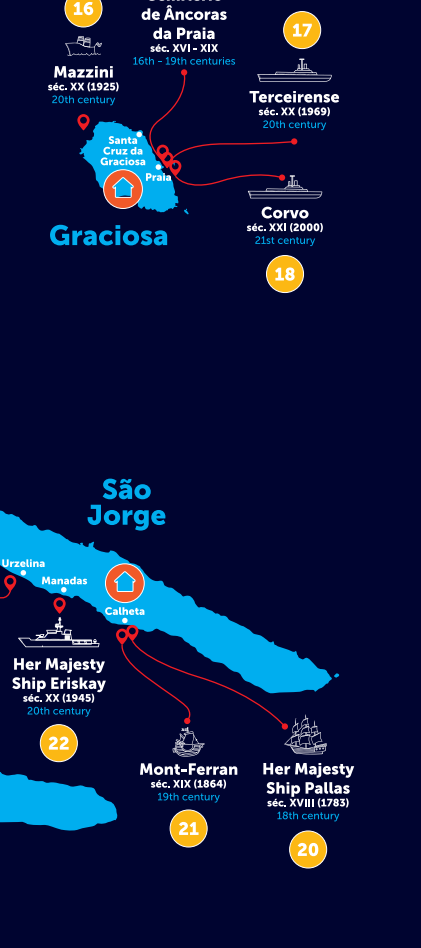 16
Mazzini
séc. XX (1925)
20th century
de Âncoras
da Praia
séc. XVI - XIX
16th - 19th centuries
17
Terceirense
séc. XX (1969)
20th century
Santa
Cruz da
Graciosa
Praia
Graciosa
Corvo
séc. XXI (2000)
21st century
18
São
Jorge
Urzelina
Manadas
Calheta
Her Majesty
Ship Eriskay
séc. XX (1945)
20th century
22
Mont-Ferran
séc. XIX (1864)
19th century
21
Her Majesty
Ship Pallas
séc. XVIII (1783)
18th century
20